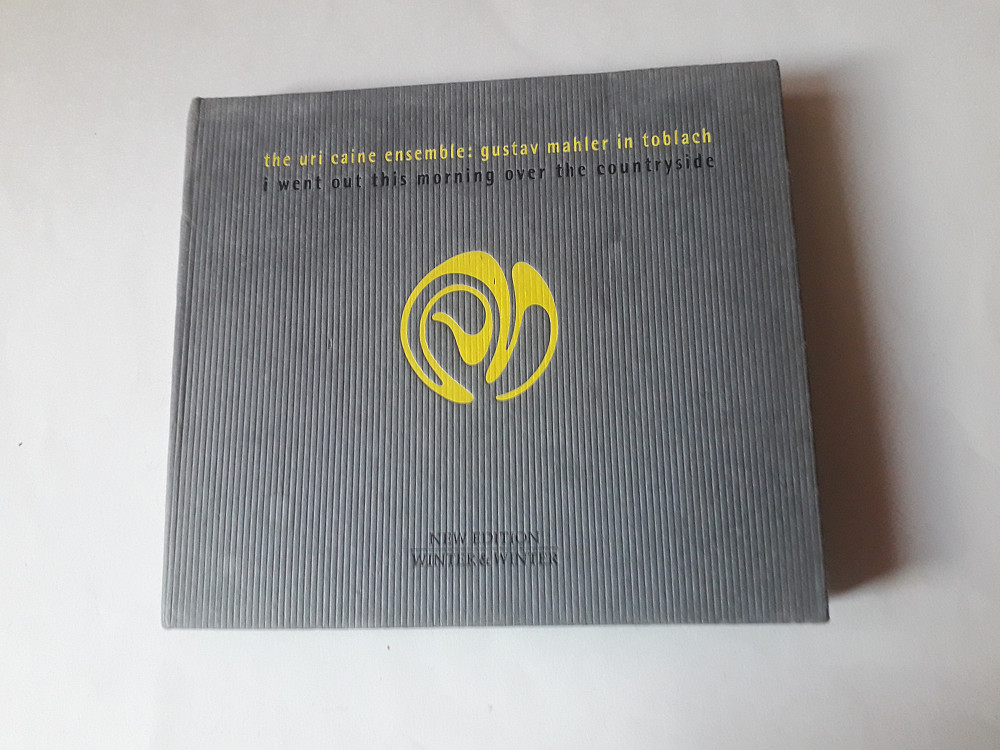 the uri caine ensemble: gustav mahler in toblach
i went out this morning over the countryside
NEW EDITION
WINTER&WINTER